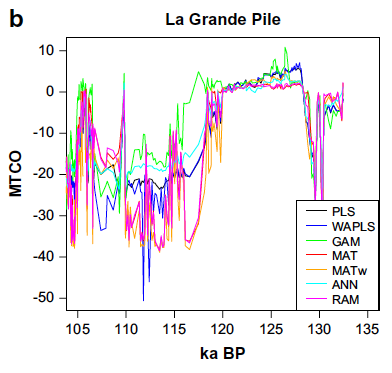 b
La Grande Pile
MTCO
10
0
-10
-20
-30
-40
-50
PLS
WAPLS
GAM
MAT
MATw
ANN
RAM
105 110 115 120 125 130 135
ka BP